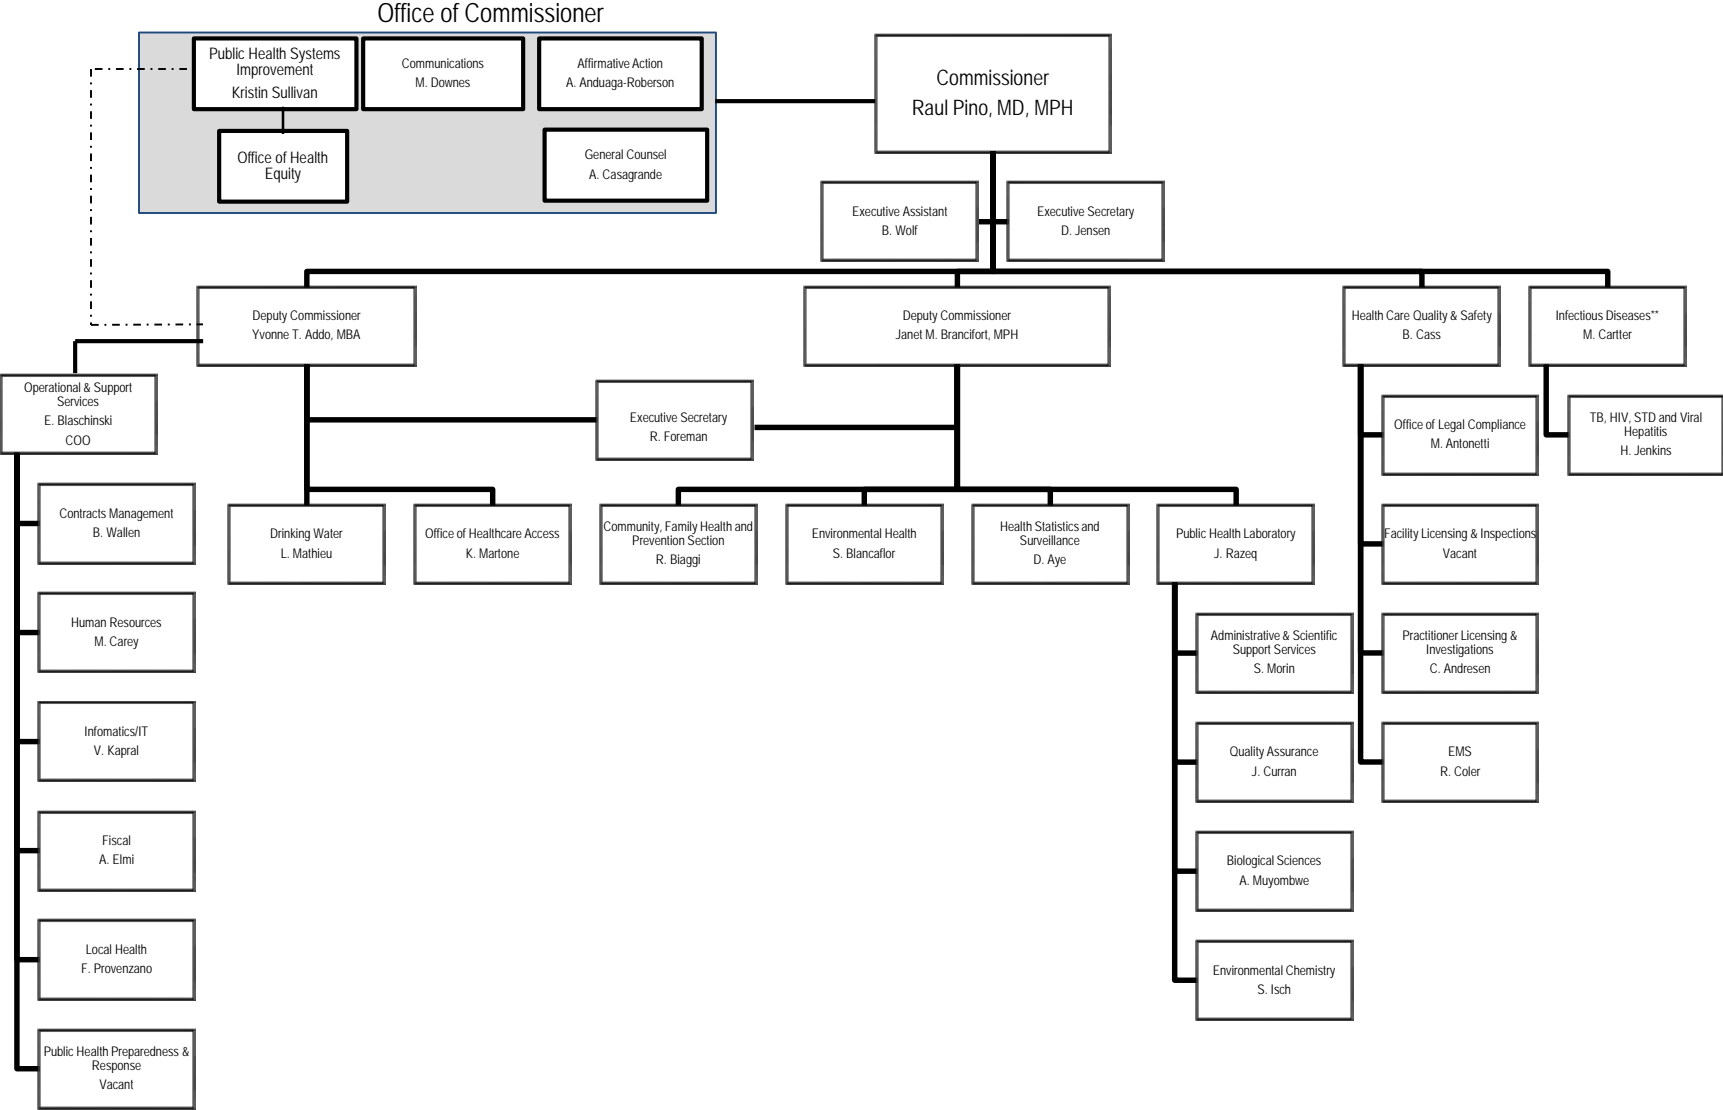 Office of Commissioner
Public Health Systems
Improvement
Kristin Sullivan
Communications
M. Downes
Affirmative Action
A. Anduaga-Roberson
Office of Health
Equity
General Counsel
A. Casagrande
Commissioner
Raul Pino, MD, MPH
Executive Assistant
B. Wolf
Executive Secretary
D. Jensen
Deputy Commissioner
Yvonne T. Addo, MBA
Deputy Commissioner
Janet M. Brancifort, MPH
Health Care Quality & Safety
B. Cass
Infectious Diseases**
M. Cartter
Operational & Support
Services
E. Blaschinski
COO
Executive Secretary
R. Foreman
Office of Legal Compliance
M. Antonetti
TB, HIV, STD and Viral
Hepatitis
H. Jenkins
Contracts Management
B. Wallen
Drinking Water
L. Mathieu
Office of Healthcare Access
K. Martone
Community, Family Health and
Prevention Section
R. Biaggi
Environmental Health
S. Blancaflor
Health Statistics and
Surveillance
D. Aye
Public Health Laboratory
J. Razeq
Facility Licensing & Inspections
Vacant
Human Resources
M. Carey
Administrative & Scientific
Support Services
S. Morin
Practitioner Licensing &
Investigations
C. Andresen
Infomatics/IT
V. Kapral
Quality Assurance
J. Curran
EMS
R. Coler
Fiscal
A. Elmi
Biological Sciences
A. Muyombwe
Local Health
F. Provenzano
Environmental Chemistry
S. Isch
Public Health Preparedness &
Response
Vacant